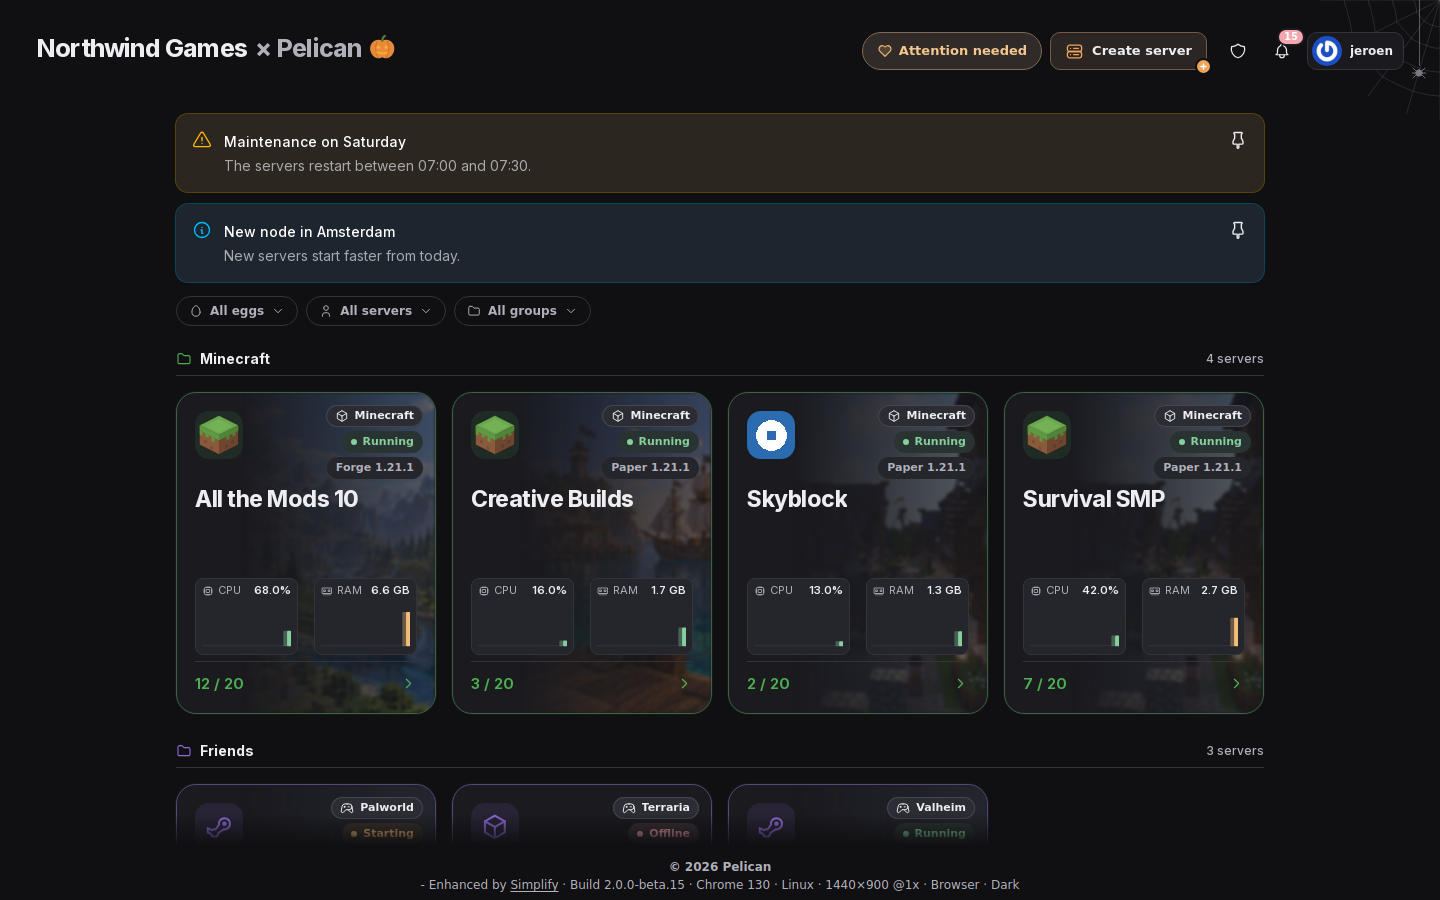 Northwind Games × Pelican
Attention needed
Create server
15
jeroen
Maintenance on Saturday
The servers restart between 07:00 and 07:30.
New node in Amsterdam
New servers start faster from today.
All eggs
All servers
All groups
Minecraft
4 servers
Minecraft
Running
Forge 1.21.1
All the Mods 10
CPU 68.0%
RAM 6.6 GB
12 / 20
Minecraft
Running
Paper 1.21.1
Creative Builds
CPU 16.0%
RAM 1.7 GB
3 / 20
Minecraft
Running
Paper 1.21.1
Skyblock
CPU 13.0%
RAM 1.3 GB
2 / 20
Minecraft
Running
Paper 1.21.1
Survival SMP
CPU 42.0%
RAM 2.7 GB
7 / 20
Friends
3 servers
Palworld
Starting
Terraria
Offline
Valheim
Running
© 2026 Pelican
- Enhanced by Simplify · Build 2.0.0-beta.15 · Chrome 130 · Linux · 1440×900 @1x · Browser · Dark